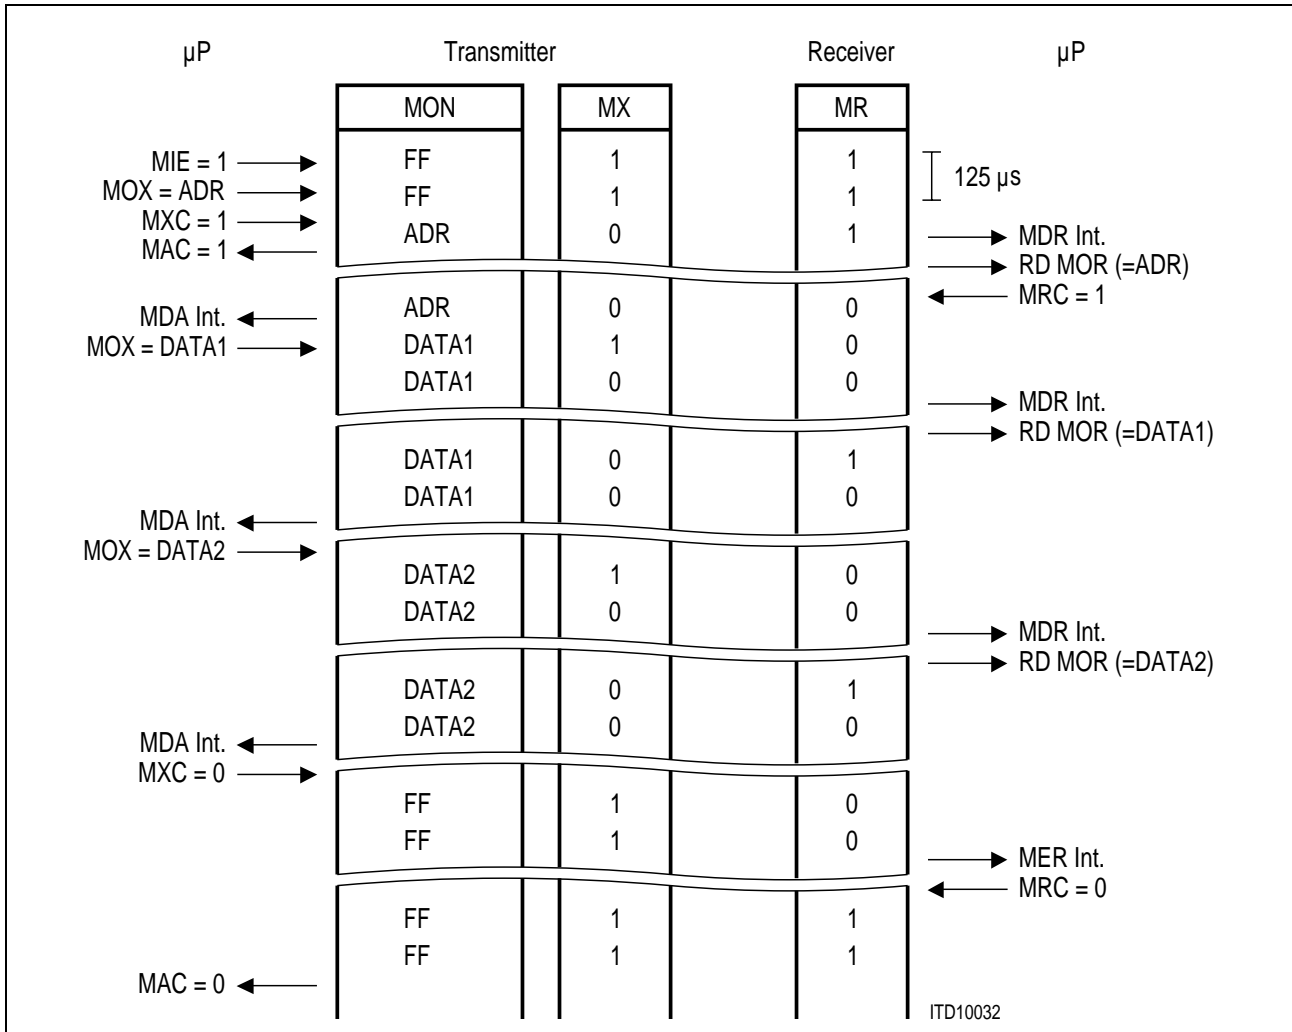 µP Transmitter Receiver µP
MON MX MR
MIE = 1 FF 1 1
125 µs
MOX = ADR FF 1 1
MXC = 1
ADR 0 1 MDR Int.
MAC = 1
RD MOR (=ADR)
MRC = 1
ADR 0 0
MDA Int.
MOX = DATA1 DATA1 1 0
DATA1 0 0
MDR Int.
RD MOR (=DATA1)
DATA1 0 1
DATA1 0 0
MDA Int.
MOX = DATA2
DATA2 1 0
DATA2 0 0
MDR Int.
RD MOR (=DATA2)
DATA2 0 1
DATA2 0 0
MDA Int.
MXC = 0
FF 1 0
FF 1 0
MER Int.
MRC = 0
FF 1 1
FF 1 1
MAC = 0
ITD10032